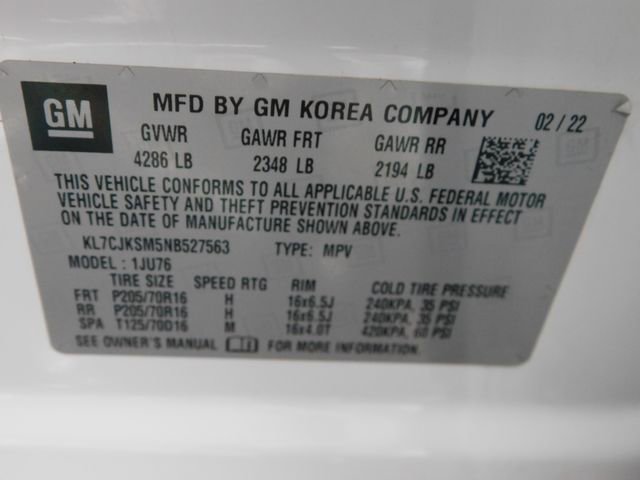 GM
MFD BY GM KOREA COMPANY 02/22
GVWR GAWR FRT GAWR RR
4286 LB 2348 LB 2194 LB
THIS VEHICLE CONFORMS TO ALL APPLICABLE U.S. FEDERAL MOTOR
VEHICLE SAFETY AND THEFT PREVENTION STANDARDS IN EFFECT
ON THE DATE OF MANUFACTURE SHOWN ABOVE.
KL7CJKSM5NB527563 TYPE: MPV
MODEL : 1JU76
TIRE SIZE SPEED RTG RIM COLD TIRE PRESSURE
FRT P205/70R16 H 16x6.5J 240KPA, 35 PSI
RR P205/70R16 H 16x6.5J 240KPA, 35 PSI
SPA T125/70D16 M 16x4.0T 420KPA, 60 PSI
SEE OWNER'S MANUAL FOR MORE INFORMATION